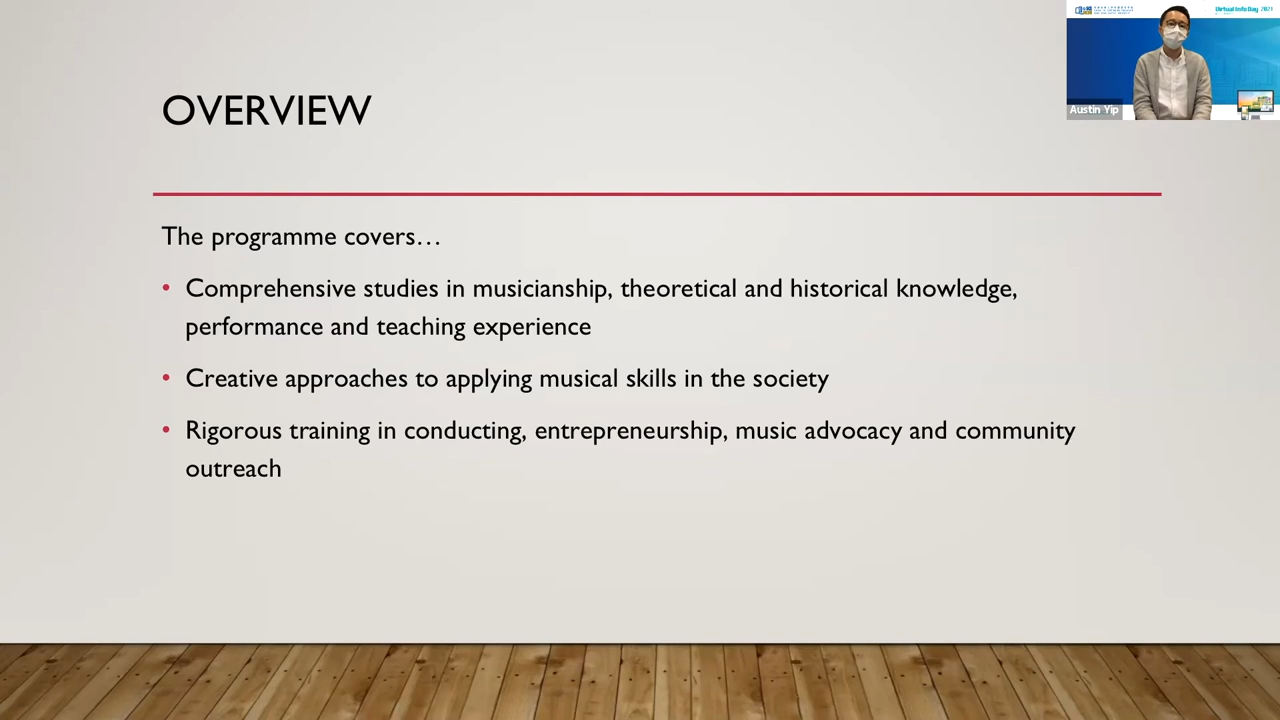 OVERVIEW
The programme covers…
• Comprehensive studies in musicianship, theoretical and historical knowledge,
performance and teaching experience
• Creative approaches to applying musical skills in the society
• Rigorous training in conducting, entrepreneurship, music advocacy and community
outreach
Virtual Info Day 2021
Austin Yip